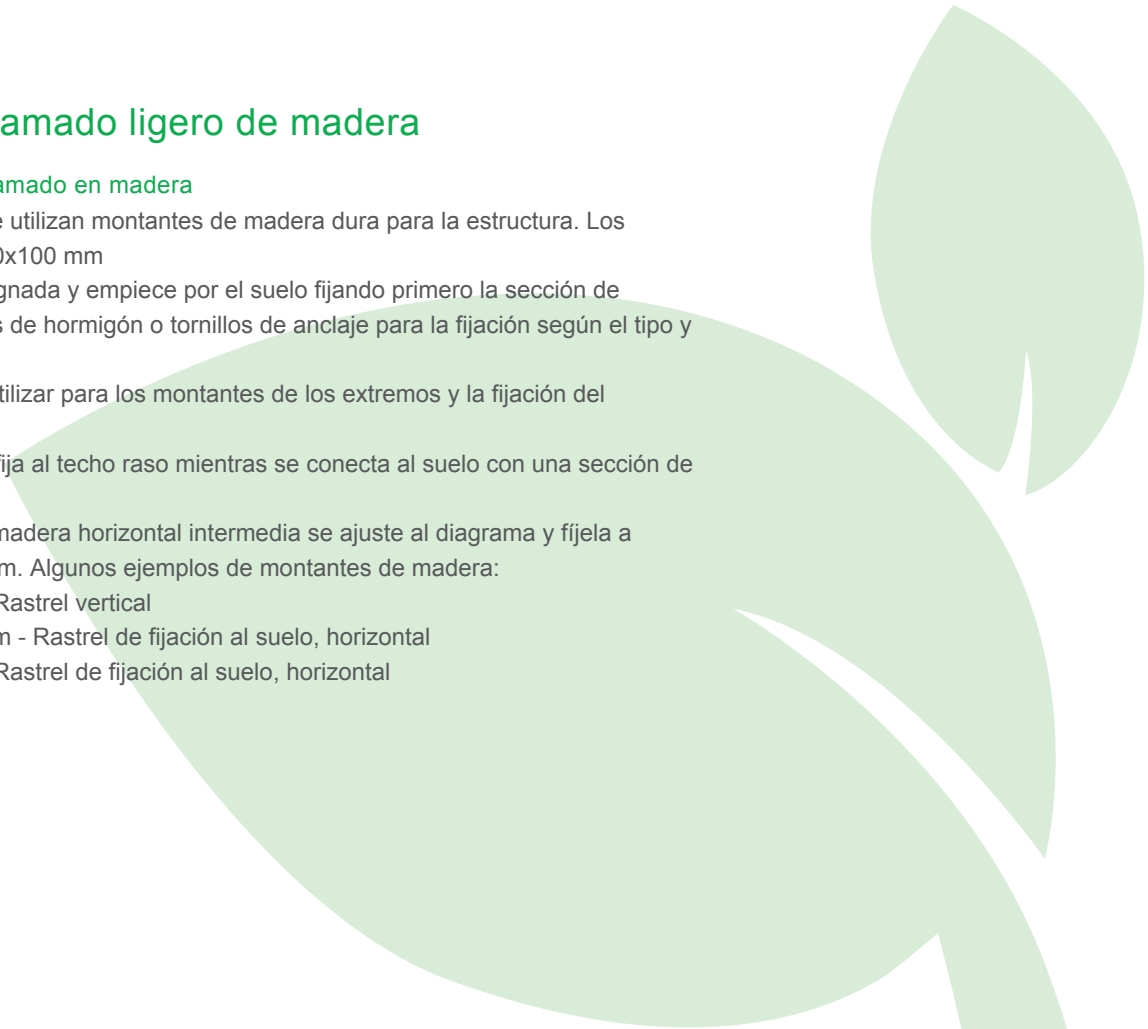 amado ligero de madera
amado en madera
e utilizan montantes de madera dura para la estructura. Los
0x100 mm
gnada y empiece por el suelo fijando primero la sección de
s de hormigón o tornillos de anclaje para la fijación según el tipo y
tilizar para los montantes de los extremos y la fijación del
fija al techo raso mientras se conecta al suelo con una sección de
madera horizontal intermedia se ajuste al diagrama y fíjela a
m. Algunos ejemplos de montantes de madera:
Rastrel vertical
m - Rastrel de fijación al suelo, horizontal
Rastrel de fijación al suelo, horizontal